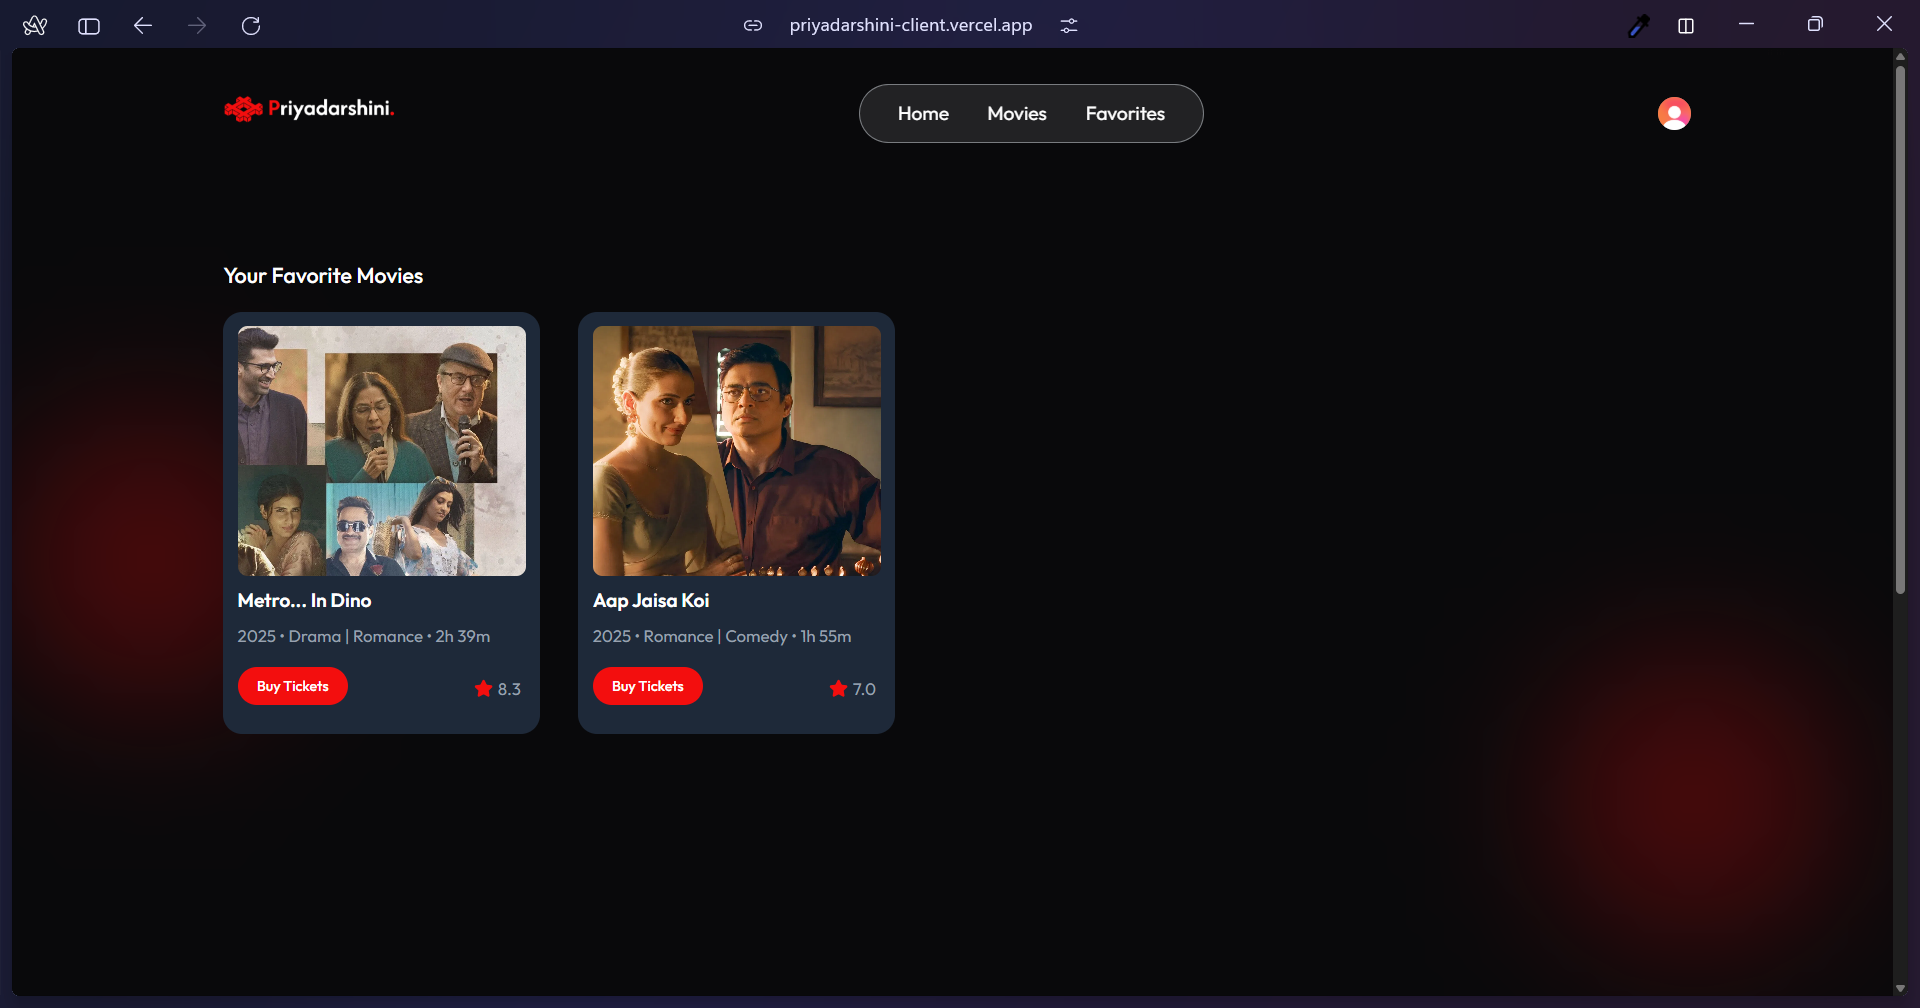 priyadarshini-client.vercel.app
Priyadarshini.
Home Movies Favorites
Your Favorite Movies
Metro... In Dino
2025 • Drama | Romance • 2h 39m
Buy Tickets 8.3
Aap Jaisa Koi
2025 • Romance | Comedy • 1h 55m
Buy Tickets 7.0